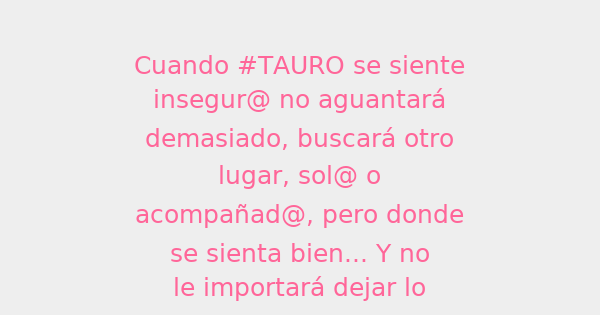 Cuando #TAURO se siente
insegur@ no aguantará
demasiado, buscará otro
lugar, sol@ o
acompañad@, pero donde
se sienta bien... Y no
le importará dejar lo